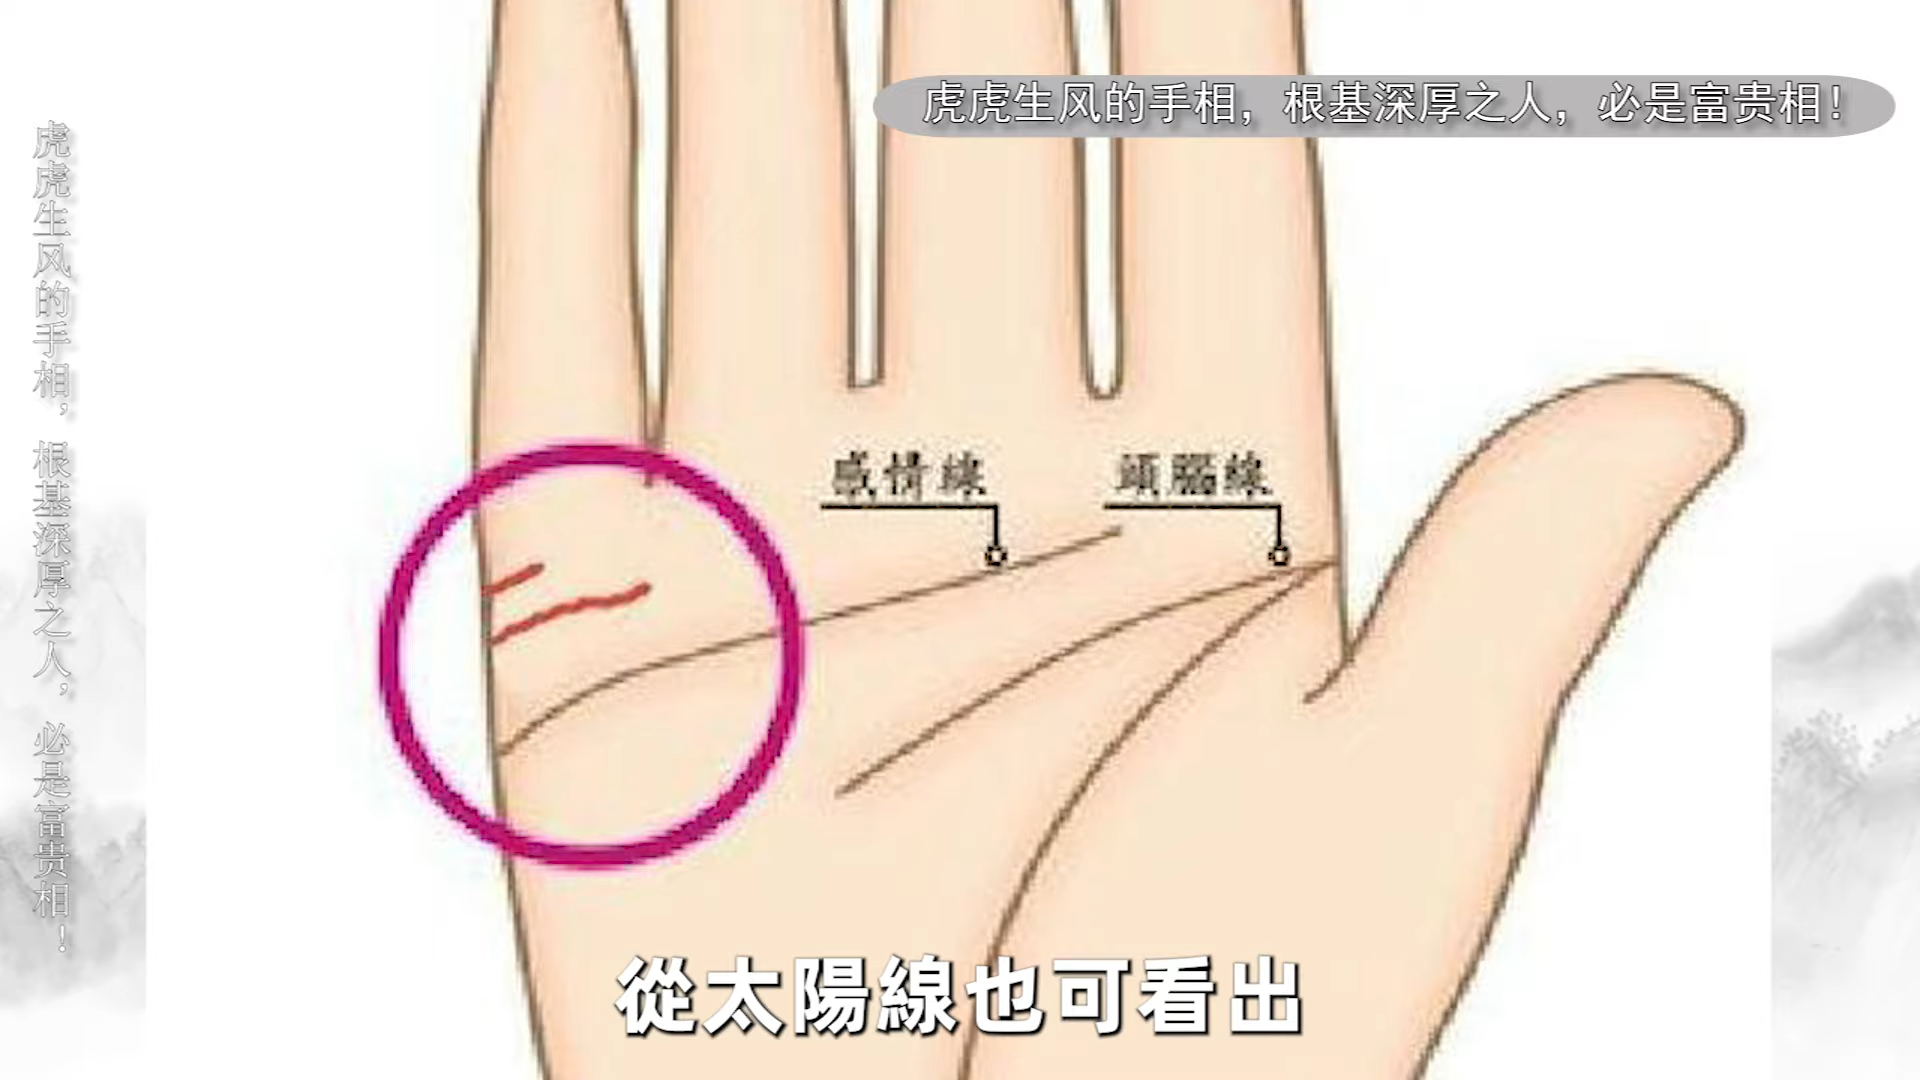 虎虎生风的手相，根基深厚之人，必是富贵相！
虎虎生风的手相，根基深厚之人，必是富贵相！
感情線
頭腦線
從太陽線也可看出